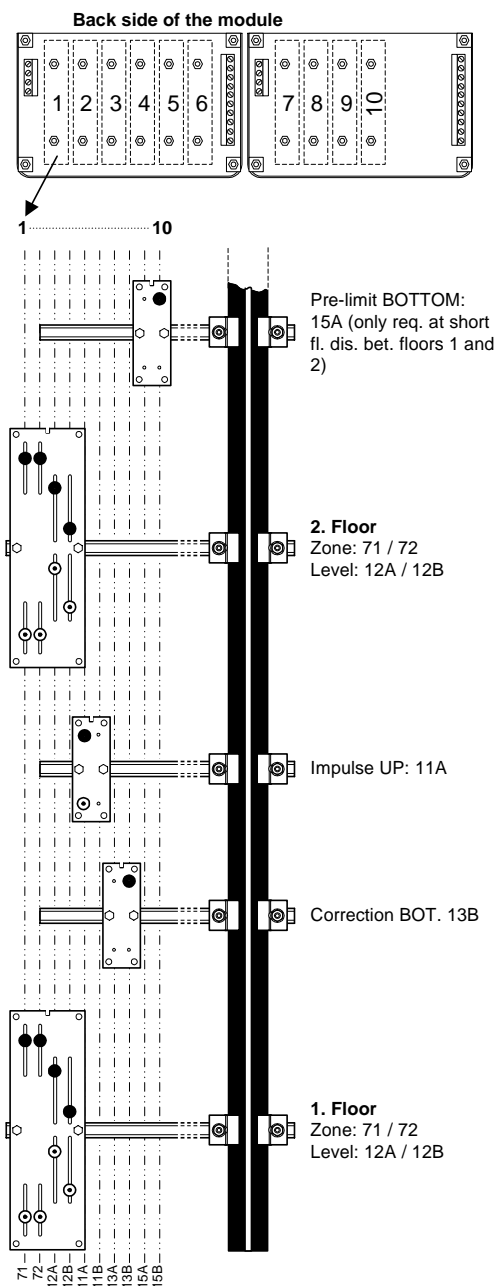 Back side of the module
1 2 3 4 5 6 7 8 9 10
1 10
Pre-limit BOTTOM:
15A (only req. at short
fl. dis. bet. floors 1 and
2)
2. Floor
Zone: 71 / 72
Level: 12A / 12B
Impulse UP: 11A
Correction BOT. 13B
1. Floor
Zone: 71 / 72
Level: 12A / 12B
71
72
12A
12B
11A
11B
13A
13B
15A
15B